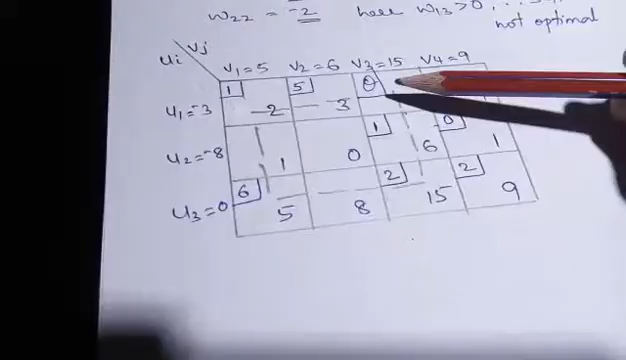 w₂₂ = -2 here w₁₃>0
not optimal
ui vj
v₁=5 v₂=6 v₃=15 v₄=9
u₁=-3 1 -2 5 3 θ
u₂=-8 1 0 1 6 0 1
u₃=0 6 5 8 2 15 2 9